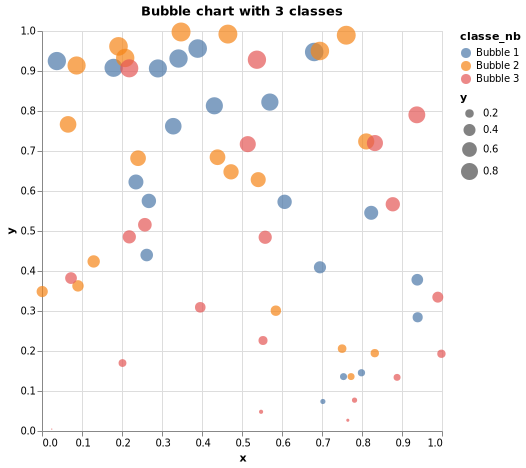 Bubble chart with 3 classes
1.0
0.9
0.8
0.7
0.6
0.5
0.4
0.3
0.2
0.1
0.0
y
0.0 0.1 0.2 0.3 0.4 0.5 0.6 0.7 0.8 0.9 1.0
x
classe_nb
Bubble 1
Bubble 2
Bubble 3
y
0.2
0.4
0.6
0.8